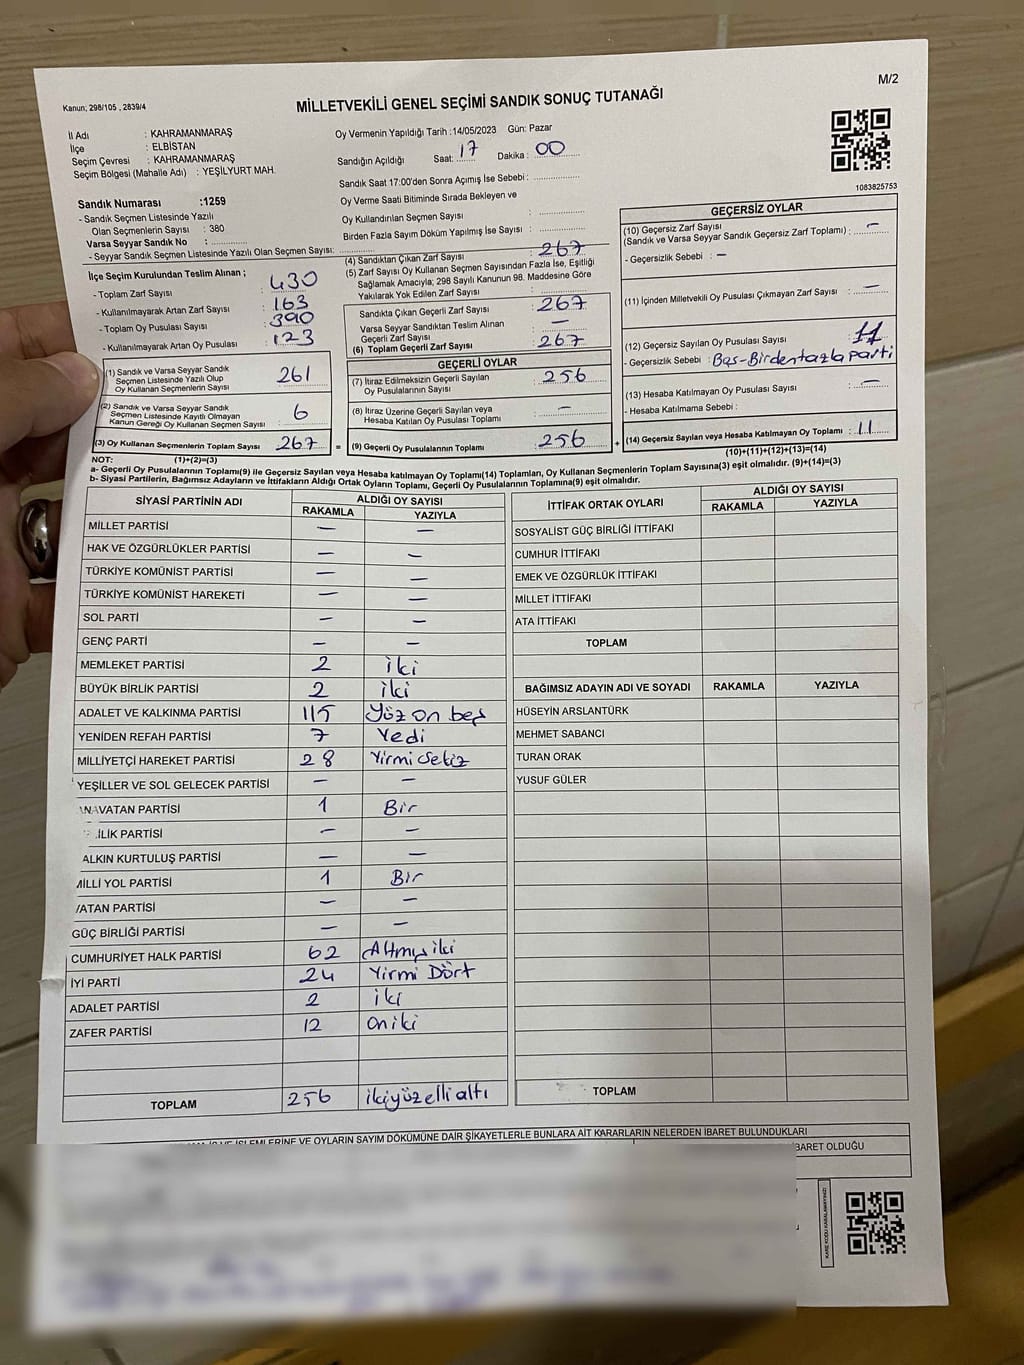 M/2
Kanun; 298/105 , 2839/4
MİLLETVEKİLİ GENEL SEÇİMİ SANDIK SONUÇ TUTANAĞI
İl Adı : KAHRAMANMARAŞ
İlçe : ELBİSTAN
Seçim Çevresi : KAHRAMANMARAŞ
Seçim Bölgesi (Mahalle Adı) : YEŞİLYURT MAH.
Oy Vermenin Yapıldığı Tarih :14/05/2023 Gün: Pazar
Sandığın Açıldığı Saat: 17 Dakika : 00
Sandık Saat 17:00'den Sonra Açımış İse Sebebi : ..............
Oy Verme Saati Bitiminde Sırada Bekleyen ve
Oy Kullandırılan Seçmen Sayısı : ..............
Birden Fazla Sayım Döküm Yapılmış İse Sayısı : ..............
1083825753
Sandık Numarası :1259
- Sandık Seçmen Listesinde Yazılı
Olan Seçmenlerin Sayısı : 380
Varsa Seyyar Sandık No : ..............
- Seyyar Sandık Seçmen Listesinde Yazılı Olan Seçmen Sayısı: ..............
İlçe Seçim Kurulundan Teslim Alınan ;
- Toplam Zarf Sayısı : 430
- Kullanılmayarak Artan Zarf Sayısı : 163
- Toplam Oy Pusulası Sayısı : 390
- Kullanılmayarak Artan Oy Pusulası : 123
(4) Sandıktan Çıkan Zarf Sayısı : 267
(5) Zarf Sayısı Oy Kullanan Seçmen Sayısından Fazla İse, Eşitliği
Sağlamak Amacıyla; 298 Sayılı Kanunun 98. Maddesine Göre
Yakılarak Yok Edilen Zarf Sayısı : ..............
Sandıkta Çıkan Geçerli Zarf Sayısı : 267
Varsa Seyyar Sandıktan Teslim Alınan
Geçerli Zarf Sayısı : —
(6) Toplam Geçerli Zarf Sayısı : 267
GEÇERSİZ OYLAR
(10) Geçersiz Zarf Sayısı
(Sandık ve Varsa Seyyar Sandık Geçersiz Zarf Toplamı) : —
- Geçersizlik Sebebi : —
(11) İçinden Milletvekili Oy Pusulası Çıkmayan Zarf Sayısı : —
(12) Geçersiz Sayılan Oy Pusulası Sayısı : 11
- Geçersizlik Sebebi : Boş-Birdentazla parti
(13) Hesaba Katılmayan Oy Pusulası Sayısı : —
- Hesaba Katılmama Sebebi :
(14) Geçersiz Sayılan veya Hesaba Katılmayan Oy Toplamı : 11
(10)+(11)+(12)+(13)=(14)
(1) Sandık ve Varsa Seyyar Sandık
Seçmen Listesinde Yazılı Olup
Oy Kullanan Seçmenlerin Sayısı 261
(2) Sandık ve Varsa Seyyar Sandık
Seçmen Listesinde Kayıtlı Olmayan
Kanun Gereği Oy Kullanan Seçmen Sayısı 6
(3) Oy Kullanan Seçmenlerin Toplam Sayısı 267 =
GEÇERLİ OYLAR
(7) İtiraz Edilmeksizin Geçerli Sayılan
Oy Pusulalarının Sayısı : 256
(8) İtiraz Üzerine Geçerli Sayılan veya
Hesaba Katılan Oy Pusulası Toplamı : —
(9) Geçerli Oy Pusulalarının Toplamı : 256 +
NOT: (1)+(2)=(3)
a- Geçerli Oy Pusulalarının Toplamı(9) ile Geçersiz Sayılan veya Hesaba katılmayan Oy Toplamı(14) Toplamları, Oy Kullanan Seçmenlerin Toplam Sayısına(3) eşit olmalıdır. (9)+(14)=(3)
b- Siyasi Partilerin, Bağımsız Adayların ve İttifakların Aldığı Ortak Oyların Toplamı, Geçerli Oy Pusulalarının Toplamına(9) eşit olmalıdır.
SİYASİ PARTİNİN ADI ALDIĞI OY SAYISI
RAKAMLA YAZIYLA
MİLLET PARTİSİ — —
HAK VE ÖZGÜRLÜKLER PARTİSİ — —
TÜRKİYE KOMÜNİST PARTİSİ — —
TÜRKİYE KOMÜNİST HAREKETİ — —
SOL PARTİ — —
GENÇ PARTİ — —
MEMLEKET PARTİSİ 2 iki
BÜYÜK BİRLİK PARTİSİ 2 iki
ADALET VE KALKINMA PARTİSİ 115 Yüz on beş
YENİDEN REFAH PARTİSİ 7 Yedi
MİLLİYETÇİ HAREKET PARTİSİ 28 Yirmi sekiz
YEŞİLLER VE SOL GELECEK PARTİSİ — —
ANAVATAN PARTİSİ 1 Bir
İLİK PARTİSİ — —
ALKIN KURTULUŞ PARTİSİ — —
MİLLİ YOL PARTİSİ 1 Bir
VATAN PARTİSİ — —
GÜÇ BİRLİĞİ PARTİSİ — —
CUMHURİYET HALK PARTİSİ 62 Altmış iki
İYİ PARTİ 24 Yirmi Dört
ADALET PARTİSİ 2 iki
ZAFER PARTİSİ 12 On iki
TOPLAM 256 ikiyüzelli altı
İTTİFAK ORTAK OYLARI ALDIĞI OY SAYISI
RAKAMLA YAZIYLA
SOSYALİST GÜÇ BİRLİĞİ İTTİFAKI
CUMHUR İTTİFAKI
EMEK VE ÖZGÜRLÜK İTTİFAKI
MİLLET İTTİFAKI
ATA İTTİFAKI
TOPLAM
BAĞIMSIZ ADAYIN ADI VE SOYADI RAKAMLA YAZIYLA
HÜSEYİN ARSLANTÜRK
MEHMET SABANCI
TURAN ORAK
YUSUF GÜLER
TOPLAM
İŞLEMLERİNE VE OYLARIN SAYIM DÖKÜMÜNE DAİR ŞİKAYETLERLE BUNLARA AİT KARARLARIN NELERDEN İBARET BULUNDUKLARI
İBARET OLDUĞU
KARE KODU KARALAMAYINIZ!